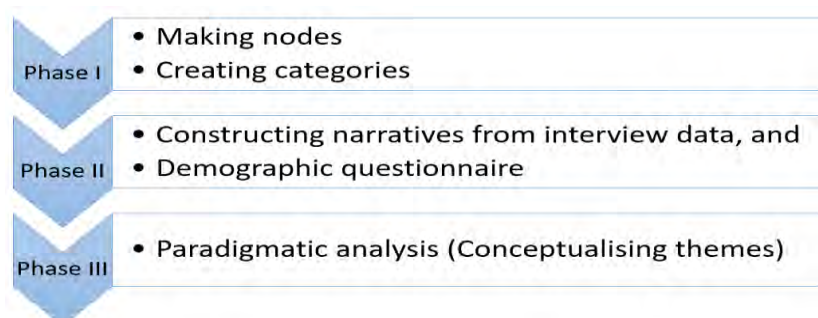 Phase I
• Making nodes
• Creating categories
Phase II
• Constructing narratives from interview data, and
• Demographic questionnaire
Phase III
• Paradigmatic analysis (Conceptualising themes)